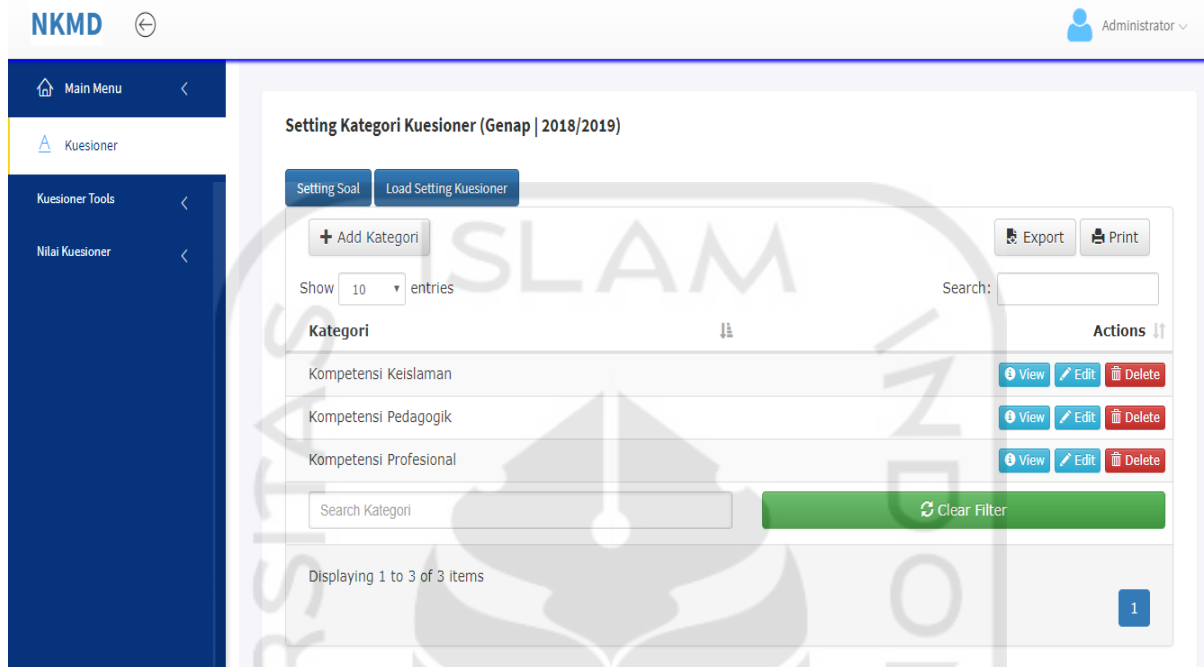 NKMD
Administrator
Main Menu
Kuesioner
Kuesioner Tools
Nilai Kuesioner
Setting Kategori Kuesioner (Genap | 2018/2019)
Setting Soal Load Setting Kuesioner
+ Add Kategori Export Print
Show 10 entries Search:
Kategori Actions
Kompetensi Keislaman View Edit Delete
Kompetensi Pedagogik View Edit Delete
Kompetensi Profesional View Edit Delete
Search Kategori Clear Filter
Displaying 1 to 3 of 3 items
1
ISLAM